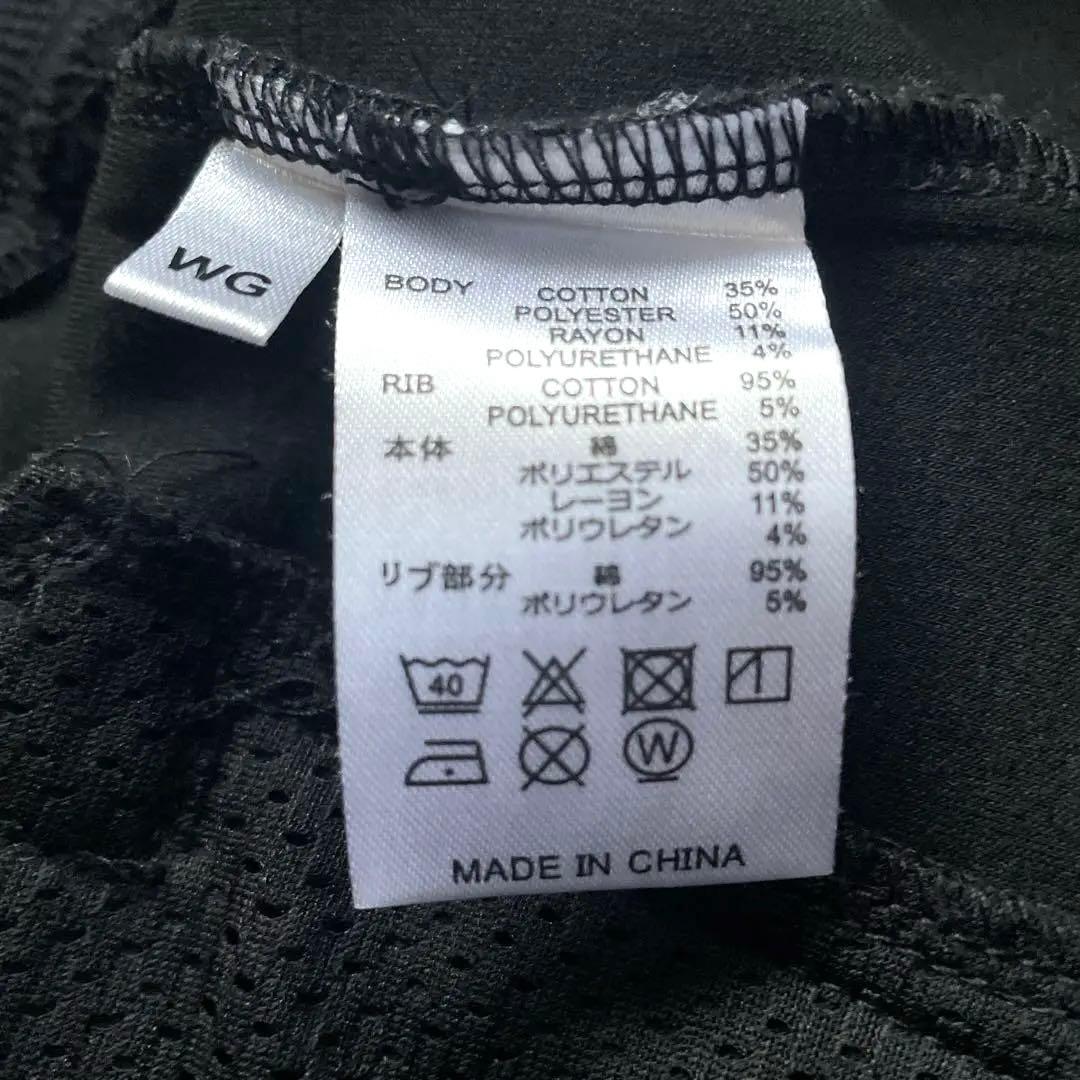 WG
BODY COTTON 35%
POLYESTER 50%
RAYON 11%
POLYURETHANE 4%
RIB COTTON 95%
POLYURETHANE 5%
本体 綿 35%
ポリエステル 50%
レーヨン 11%
ポリウレタン 4%
リブ部分 綿 95%
ポリウレタン 5%
40
W
MADE IN CHINA